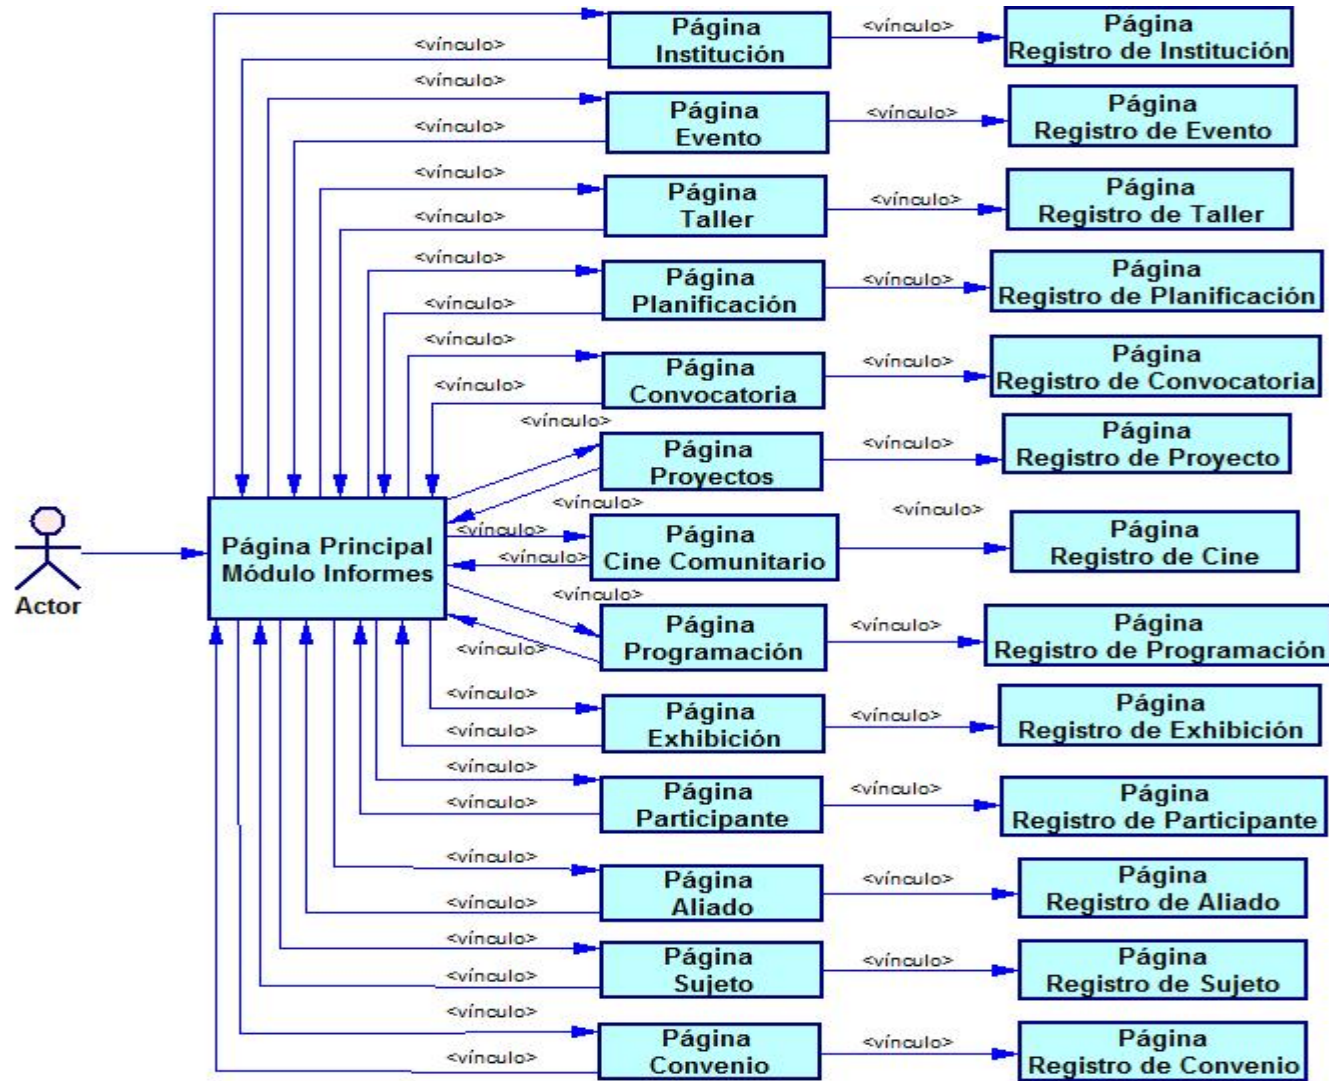 Página
Institución
<vínculo>
Página
Registro de Institución
<vínculo>
<vínculo>
Página
Evento
<vínculo>
Página
Registro de Evento
<vínculo>
<vínculo>
Página
Taller
<vínculo>
Página
Registro de Taller
<vínculo>
<vínculo>
Página
Planificación
<vínculo>
Página
Registro de Planificación
<vínculo>
<vínculo>
Página
Convocatoria
<vínculo>
Página
Registro de Convocatoria
<vínculo>
<vínculo>
Página
Proyectos
<vínculo>
Página
Registro de Proyecto
<vínculo>
Actor
Página Principal
Módulo Informes
<vínculo>
<vínculo>
Página
Cine Comunitario
<vínculo>
Página
Registro de Cine
<vínculo>
<vínculo>
Página
Programación
<vínculo>
Página
Registro de Programación
<vínculo>
<vínculo>
Página
Exhibición
<vínculo>
Página
Registro de Exhibición
<vínculo>
<vínculo>
Página
Participante
<vínculo>
Página
Registro de Participante
<vínculo>
<vínculo>
Página
Aliado
<vínculo>
Página
Registro de Aliado
<vínculo>
<vínculo>
Página
Sujeto
<vínculo>
Página
Registro de Sujeto
<vínculo>
<vínculo>
Página
Convenio
<vínculo>
Página
Registro de Convenio